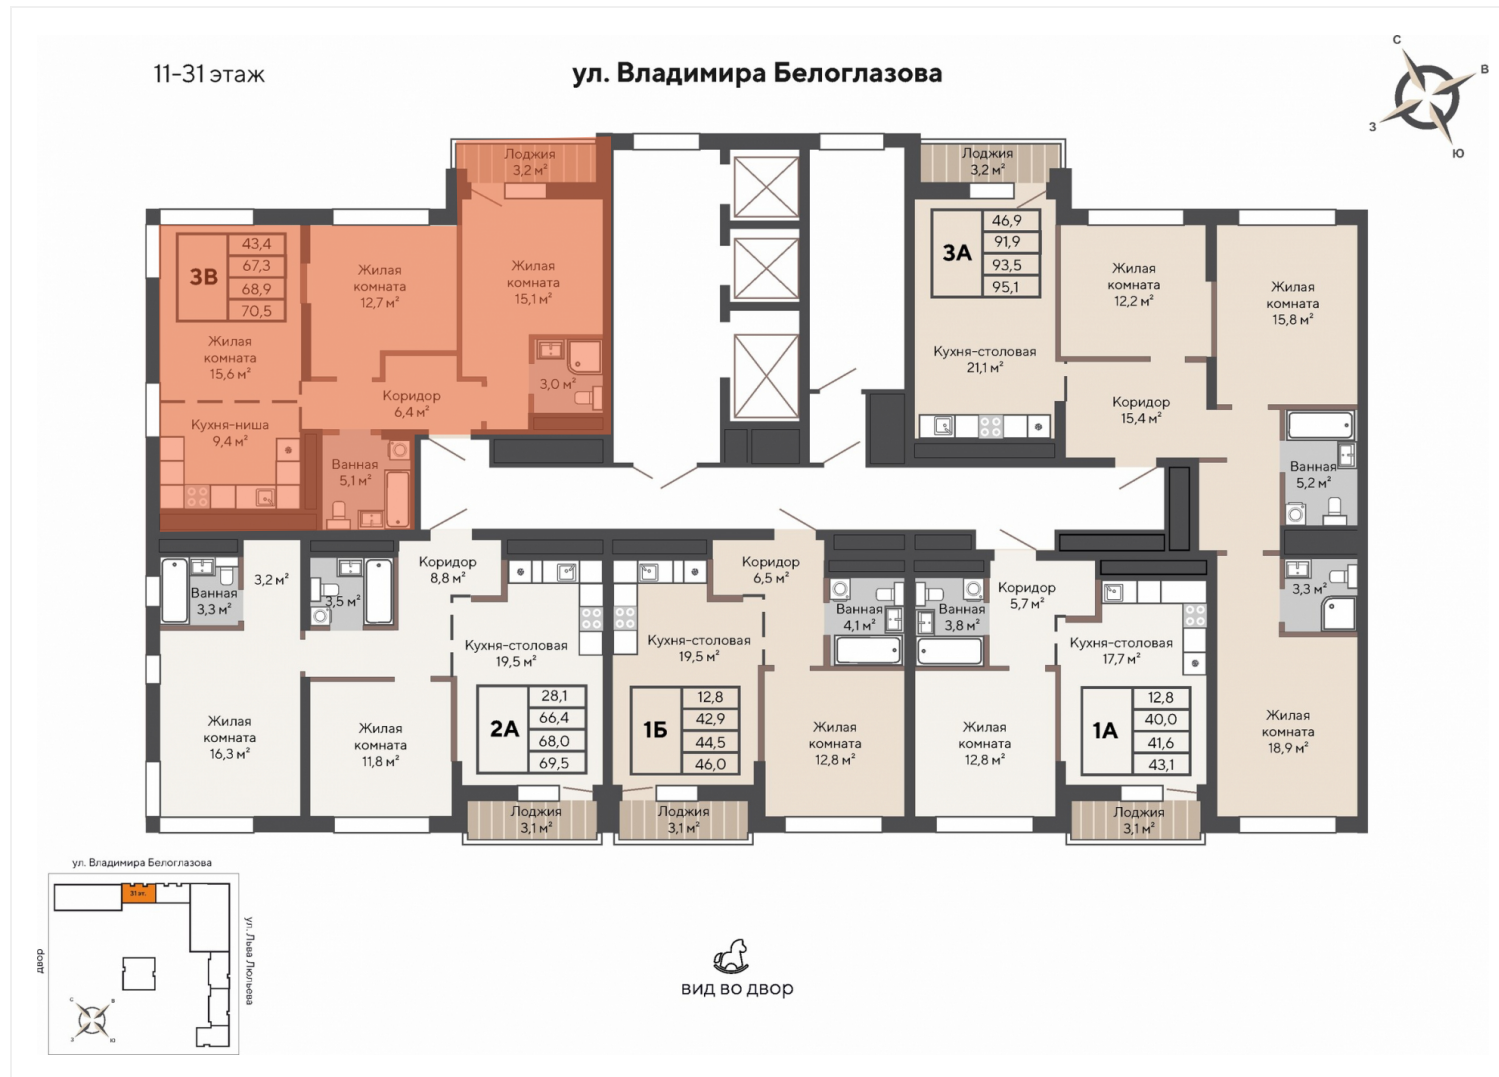 11-31 этаж
ул. Владимира Белоглазова
С
В
З
Ю
Лоджия
3,2 м²
Лоджия
3,2 м²
3В
43,4
67,3
68,9
70,5
Жилая
комната
15,6 м²
Кухня-ниша
9,4 м²
Жилая
комната
12,7 м²
Жилая
комната
15,1 м²
3,0 м²
Коридор
6,4 м²
Ванная
5,1 м²
3А
46,9
91,9
93,5
95,1
Кухня-столовая
21,1 м²
Жилая
комната
12,2 м²
Жилая
комната
15,8 м²
Коридор
15,4 м²
Ванная
5,2 м²
3,3 м²
Жилая
комната
18,9 м²
Ванная
3,3 м²
3,2 м²
3,5 м²
Коридор
8,8 м²
Кухня-столовая
19,5 м²
Жилая
комната
16,3 м²
Жилая
комната
11,8 м²
2А
28,1
66,4
68,0
69,5
Лоджия
3,1 м²
Коридор
6,5 м²
Кухня-столовая
19,5 м²
Ванная
4,1 м²
1Б
12,8
42,9
44,5
46,0
Жилая
комната
12,8 м²
Лоджия
3,1 м²
Ванная
3,8 м²
Коридор
5,7 м²
Кухня-столовая
17,7 м²
Жилая
комната
12,8 м²
1А
12,8
40,0
41,6
43,1
Лоджия
3,1 м²
ул. Владимира Белоглазова
31 эт.
двор
ул. Льва Люльева
С
В
З
Ю
вид во двор